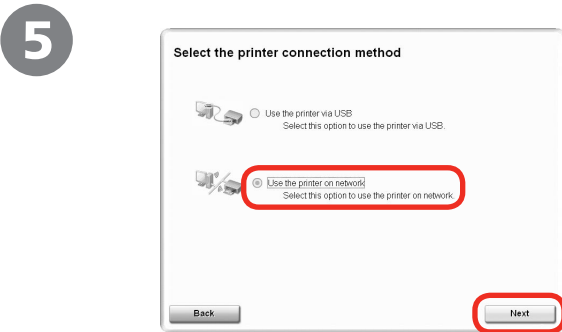 5
Select the printer connection method
Use the printer via USB
Select this option to use the printer via USB.
Use the printer on network
Select this option to use the printer on network.
Back
Next